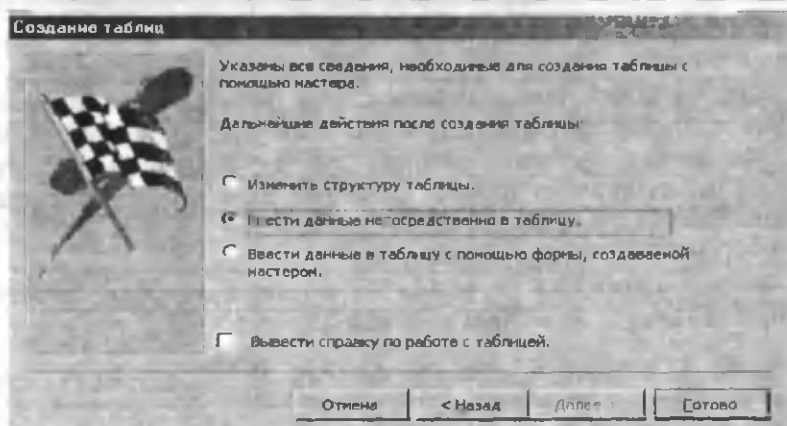 Создание таблиц
Указаны все сведения, необходимые для создания таблицы с
помощью мастера.
Дальнейшие действия после создания таблицы:
Изменить структуру таблицы.
Ввести данные непосредственно в таблицу.
Ввести данные в таблицу с помощью формы, создаваемой
мастером.
Вывести справку по работе с таблицей.
Отмена
< Назад
Далее >
Готово